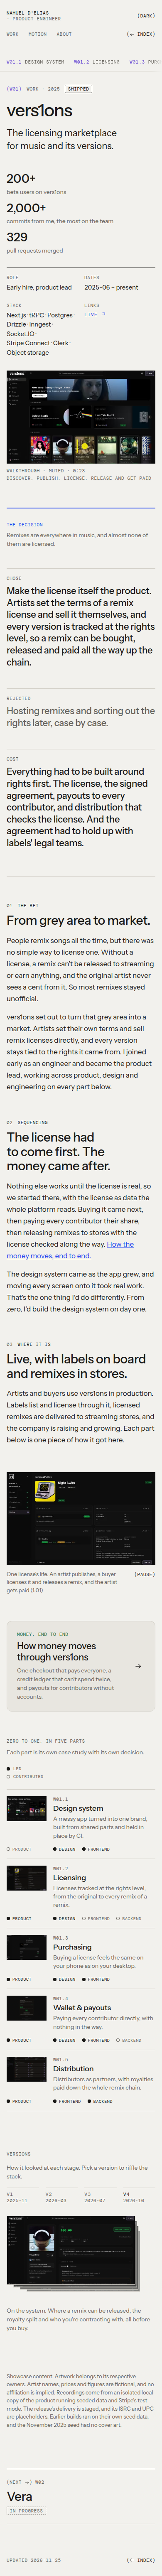 NAHUEL D'ELIAS
· PRODUCT ENGINEER
(DARK)
WORK MOTION ABOUT
(← INDEX)
W01.1 DESIGN SYSTEM W01.2 LICENSING W01.3
(W01) WORK · 2025 SHIPPED
vers1ons
The licensing marketplace
for music and its versions.
200+
beta users on vers1ons
2,000+
commits from me, the most on the team
329
pull requests merged
ROLE
Early hire, product lead
DATES
2025-06 – present
STACK
Next.js · tRPC · Postgres ·
Drizzle · Inngest ·
Socket.IO ·
Stripe Connect · Clerk ·
Object storage
LINKS
LIVE ↗
WALKTHROUGH · MUTED · 0:23
DISCOVER, PUBLISH, LICENSE, RELEASE AND GET PAID
THE DECISION
Remixes are everywhere in music, and almost none of
them are licensed.
CHOSE
Make the license itself the product.
Artists set the terms of a remix
license and sell it themselves, and
every version is tracked at the rights
level, so a remix can be bought,
released and paid all the way up the
chain.
REJECTED
Hosting remixes and sorting out the
rights later, case by case.
COST
Everything had to be built around
rights first. The license, the signed
agreement, payouts to every
contributor, and distribution that
checks the license. And the
agreement had to hold up with
labels' legal teams.
01 THE BET
From grey area to market.
People remix songs all the time, but there was
no simple way to license one. Without a
license, a remix can't be released to streaming
or earn anything, and the original artist never
sees a cent from it. So most remixes stayed
unofficial.
vers1ons set out to turn that grey area into a
market. Artists set their own terms and sell
remix licenses directly, and every version
stays tied to the rights it came from. I joined
early as an engineer and became the product
lead, working across product, design and
engineering on every part below.
02 SEQUENCING
The license had
to come first. The
money came after.
Nothing else works until the license is real, so
we started there, with the license as data the
whole platform reads. Buying it came next,
then paying every contributor their share,
then releasing remixes to stores with the
license checked along the way. How the
money moves, end to end.
The design system came as the app grew, and
moving every screen onto it took real work.
That's the one thing I'd do differently. From
zero, I'd build the design system on day one.
03 WHERE IT IS
Live, with labels on board
and remixes in stores.
Artists and buyers use vers1ons in production.
Labels list and license through it, licensed
remixes are delivered to streaming stores, and
the company is raising and growing. Each part
below is one piece of how it got here.
One license's life. An artist publishes, a buyer
licenses it and releases a remix, and the artist
gets paid (1:01)
(PAUSE)
MONEY, END TO END
How money moves
through vers1ons
One checkout that pays everyone, a
credit ledger that can't spend twice,
and payouts for contributors without
accounts.
→
ZERO TO ONE, IN FIVE PARTS
Each part is its own case study with its own decision.
LED
CONTRIBUTED
W01.1
Design system
A messy app turned into one brand,
built from shared parts and held in
place by CI.
PRODUCT DESIGN FRONTEND
W01.2
Licensing
Licenses tracked at the rights level,
from the original to every remix of a
remix.
PRODUCT DESIGN FRONTEND BACKEND
W01.3
Purchasing
Buying a license feels the same on
your phone as on your desktop.
PRODUCT DESIGN FRONTEND
W01.4
Wallet & payouts
Paying every contributor directly, with
nothing in the way.
PRODUCT DESIGN FRONTEND BACKEND
W01.5
Distribution
Distributors as partners, with royalties
paid down the whole remix chain.
PRODUCT FRONTEND BACKEND
VERSIONS
How it looked at each stage. Pick a version to riffle the
stack.
V1 V2 V3 V4
2025-11 2026-03 2026-07 2026-10
On the system. Where a remix can be released, the
royalty split and who you're contracting with, all before
you buy.
Showcase content. Artwork belongs to its respective
owners. Artist names, prices and figures are fictional, and no
affiliation is implied. Recordings come from an isolated local
copy of the product running seeded data and Stripe's test
mode. The release's delivery is staged, and its ISRC and UPC
are placeholders. Earlier builds ran on their own seed data,
and the November 2025 seed had no cover art.
(NEXT →) W02
Vera
IN PROGRESS
(← INDEX)